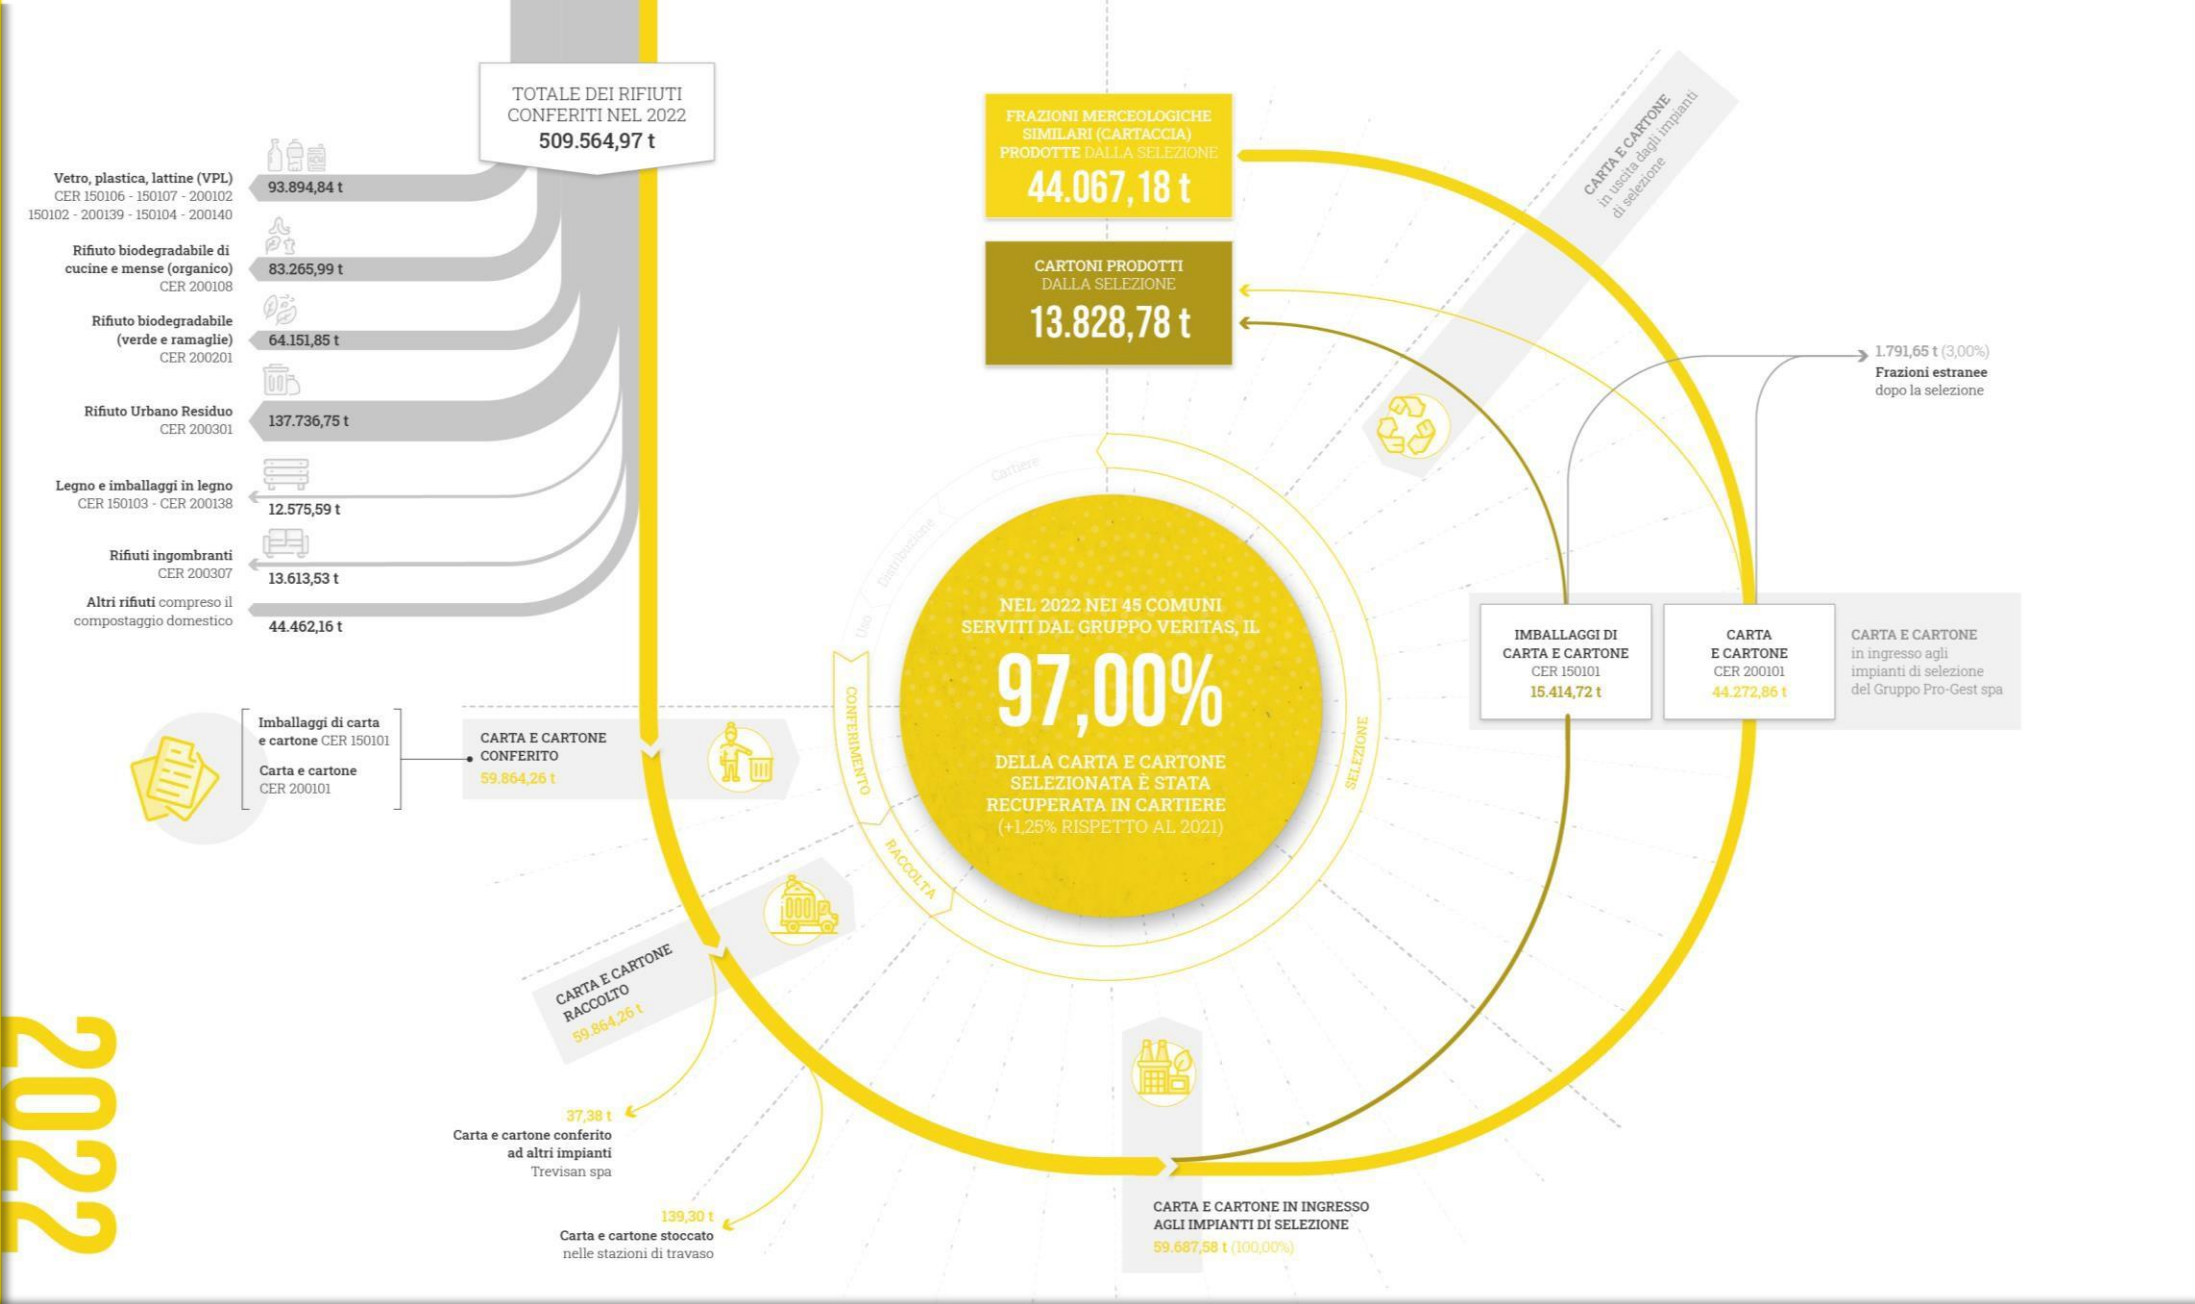 TOTALE DEI RIFIUTI
CONFERITI NEL 2022
509.564,97 t
Vetro, plastica, lattine (VPL)
CER 150106 - 150107 - 200102
150102 - 200139 - 150104 - 200140
93.894,84 t
Rifiuto biodegradabile di
cucine e mense (organico)
CER 200108
83.265,99 t
Rifiuto biodegradabile
(verde e ramaglie)
CER 200201
64.151,85 t
Rifiuto Urbano Residuo
CER 200301
137.736,75 t
Legno e imballaggi in legno
CER 150103 - CER 200138
12.575,59 t
Rifiuti ingombranti
CER 200307
13.613,53 t
Altri rifiuti compreso il
compostaggio domestico
44.462,16 t
Imballaggi di carta
e cartone CER 150101
Carta e cartone
CER 200101
CARTA E CARTONE
CONFERITO
59.864,26 t
CARTA E CARTONE
RACCOLTO
59.864,26 t
37,38 t
Carta e cartone conferito
ad altri impianti
Trevisan spa
139,30 t
Carta e cartone stoccato
nelle stazioni di travaso
CARTA E CARTONE IN INGRESSO
AGLI IMPIANTI DI SELEZIONE
59.687,58 t (100,00%)
FRAZIONI MERCEOLOGICHE
SIMILARI (CARTACCIA)
PRODOTTE DALLA SELEZIONE
44.067,18 t
CARTONI PRODOTTI
DALLA SELEZIONE
13.828,78 t
CARTA E CARTONE
in uscita dagli impianti
di selezione
1.791,65 t (3,00%)
Frazioni estranee
dopo la selezione
IMBALLAGGI DI
CARTA E CARTONE
CER 150101
15.414,72 t
CARTA
E CARTONE
CER 200101
44.272,86 t
CARTA E CARTONE
in ingresso agli
impianti di selezione
del Gruppo Pro-Gest spa
Cartiere
Distribuzione
Uso
CONFERIMENTO
RACCOLTA
SELEZIONE
NEL 2022 NEI 45 COMUNI
SERVITI DAL GRUPPO VERITAS, IL
97,00%
DELLA CARTA E CARTONE
SELEZIONATA È STATA
RECUPERATA IN CARTIERE
(+1,25% RISPETTO AL 2021)
2022